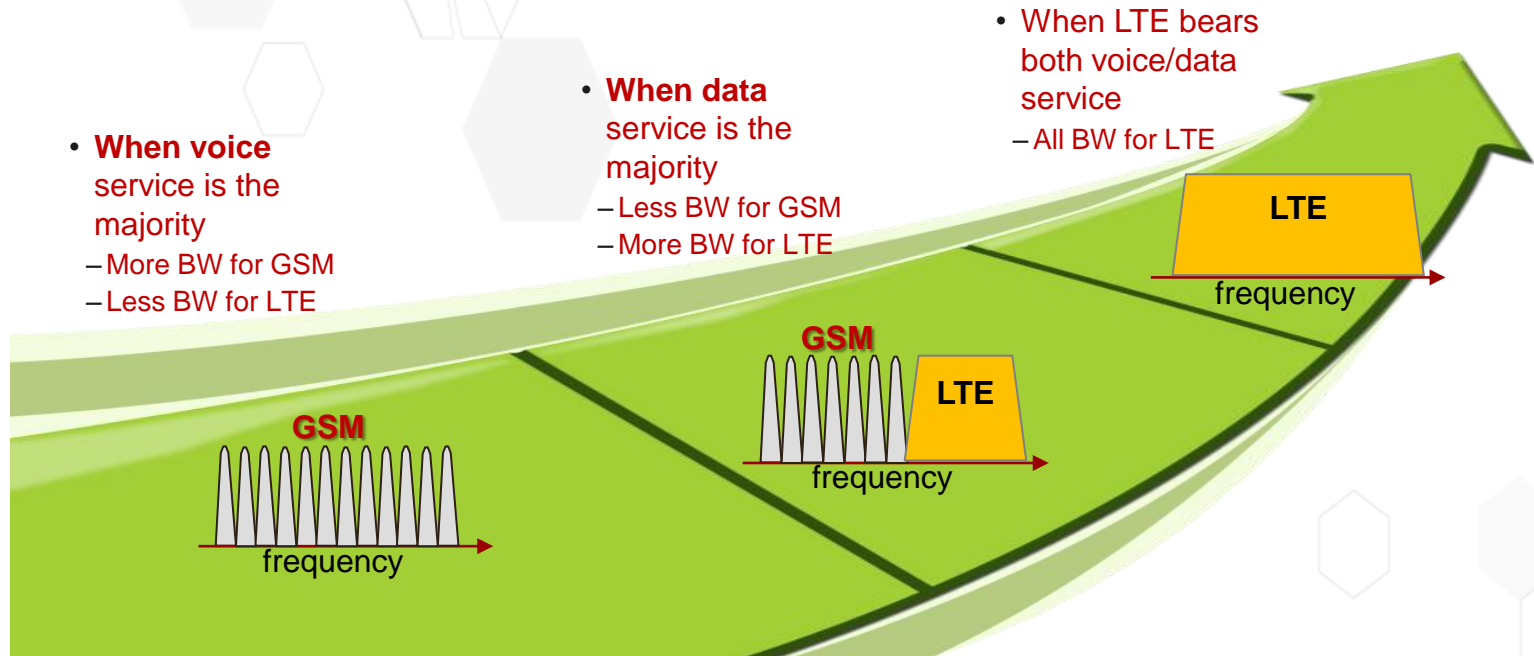 • When voice
service is the
majority
– More BW for GSM
– Less BW for LTE
• When data
service is the
majority
– Less BW for GSM
– More BW for LTE
• When LTE bears
both voice/data
service
– All BW for LTE
GSM
frequency
GSM
LTE
frequency
LTE
frequency